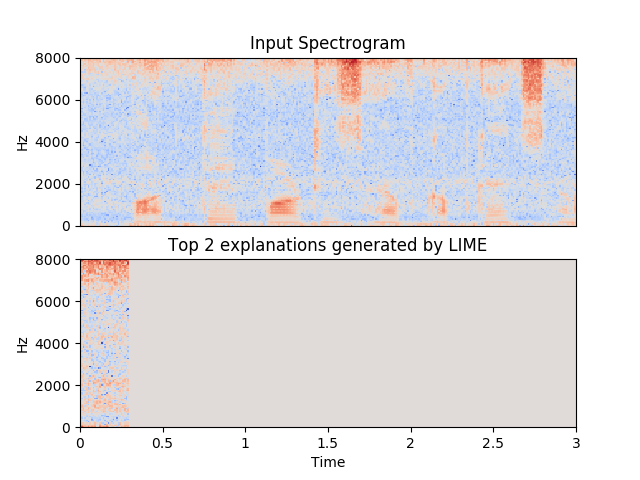 Input Spectrogram
8000
6000
4000
2000
0
Hz
Top 2 explanations generated by LIME
8000
6000
4000
2000
0
Hz
0 0.5 1 1.5 2 2.5 3
Time